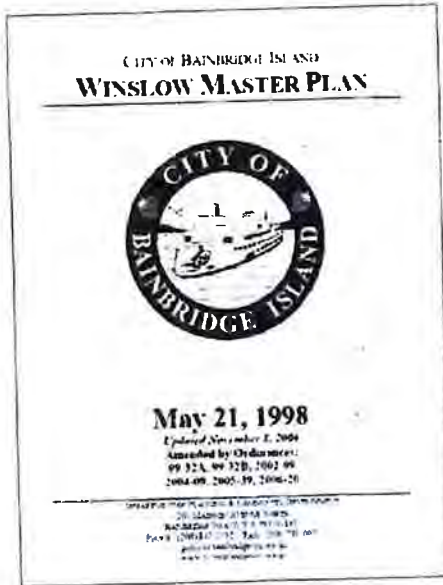 CITY OF BAINBRIDGE ISLAND
WINSLOW MASTER PLAN
CITY OF
BAINBRIDGE ISLAND
May 21, 1998
Updated November 8, 2006
Amended by Ordinances:
99-32A, 99-32B, 2002-09
2004-09, 2005-39, 2006-20